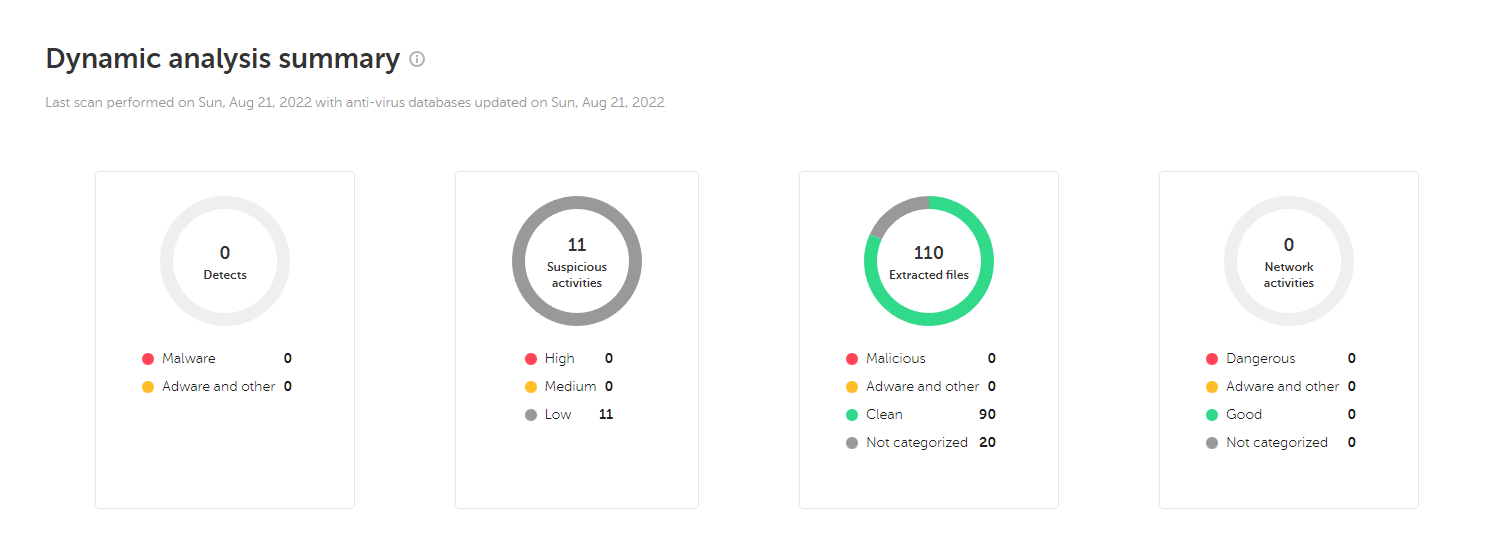 Dynamic analysis summary
Last scan performed on Sun, Aug 21, 2022 with anti-virus databases updated on Sun, Aug 21, 2022
0
Detects
Malware 0
Adware and other 0
11
Suspicious
activities
High 0
Medium 0
Low 11
110
Extracted files
Malicious 0
Adware and other 0
Clean 90
Not categorized 20
0
Network
activities
Dangerous 0
Adware and other 0
Good 0
Not categorized 0